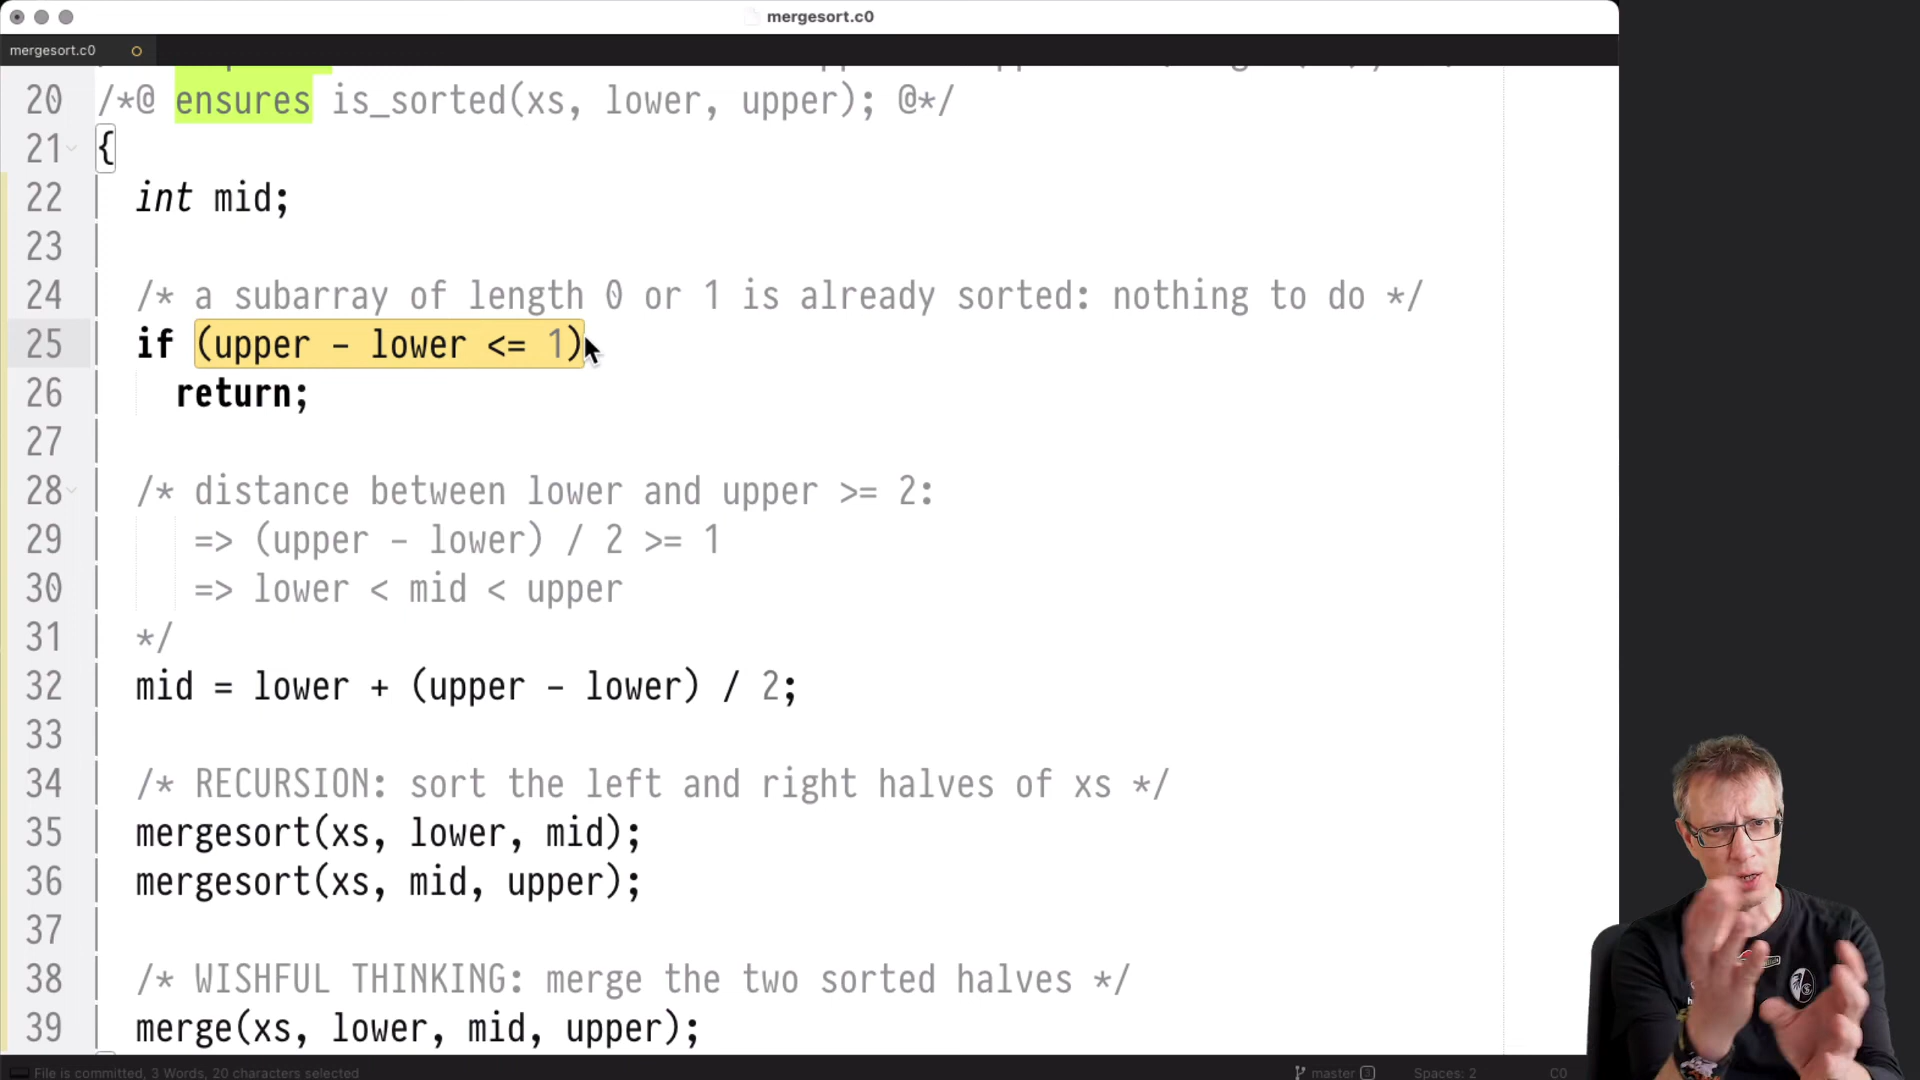 mergesort.c0
mergesort.c0
20 /*@ ensures is_sorted(xs, lower, upper); @*/
21 {
22 int mid;
23
24 /* a subarray of length 0 or 1 is already sorted: nothing to do */
25 if (upper - lower <= 1)
26 return;
27
28 /* distance between lower and upper >= 2:
29 => (upper - lower) / 2 >= 1
30 => lower < mid < upper
31 */
32 mid = lower + (upper - lower) / 2;
33
34 /* RECURSION: sort the left and right halves of xs */
35 mergesort(xs, lower, mid);
36 mergesort(xs, mid, upper);
37
38 /* WISHFUL THINKING: merge the two sorted halves */
39 merge(xs, lower, mid, upper);
File is committed, 3 Words, 20 characters selected
master 3 Spaces: 2 C0